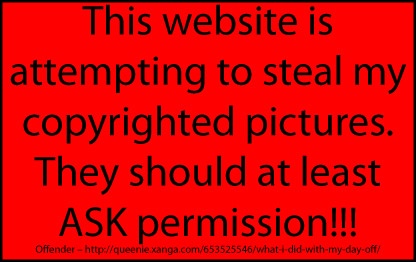 This website is
attempting to steal my
copyrighted pictures.
They should at least
ASK permission!!!
Offender – http://queenie.xanga.com/653525546/what-i-did-with-my-day-off/